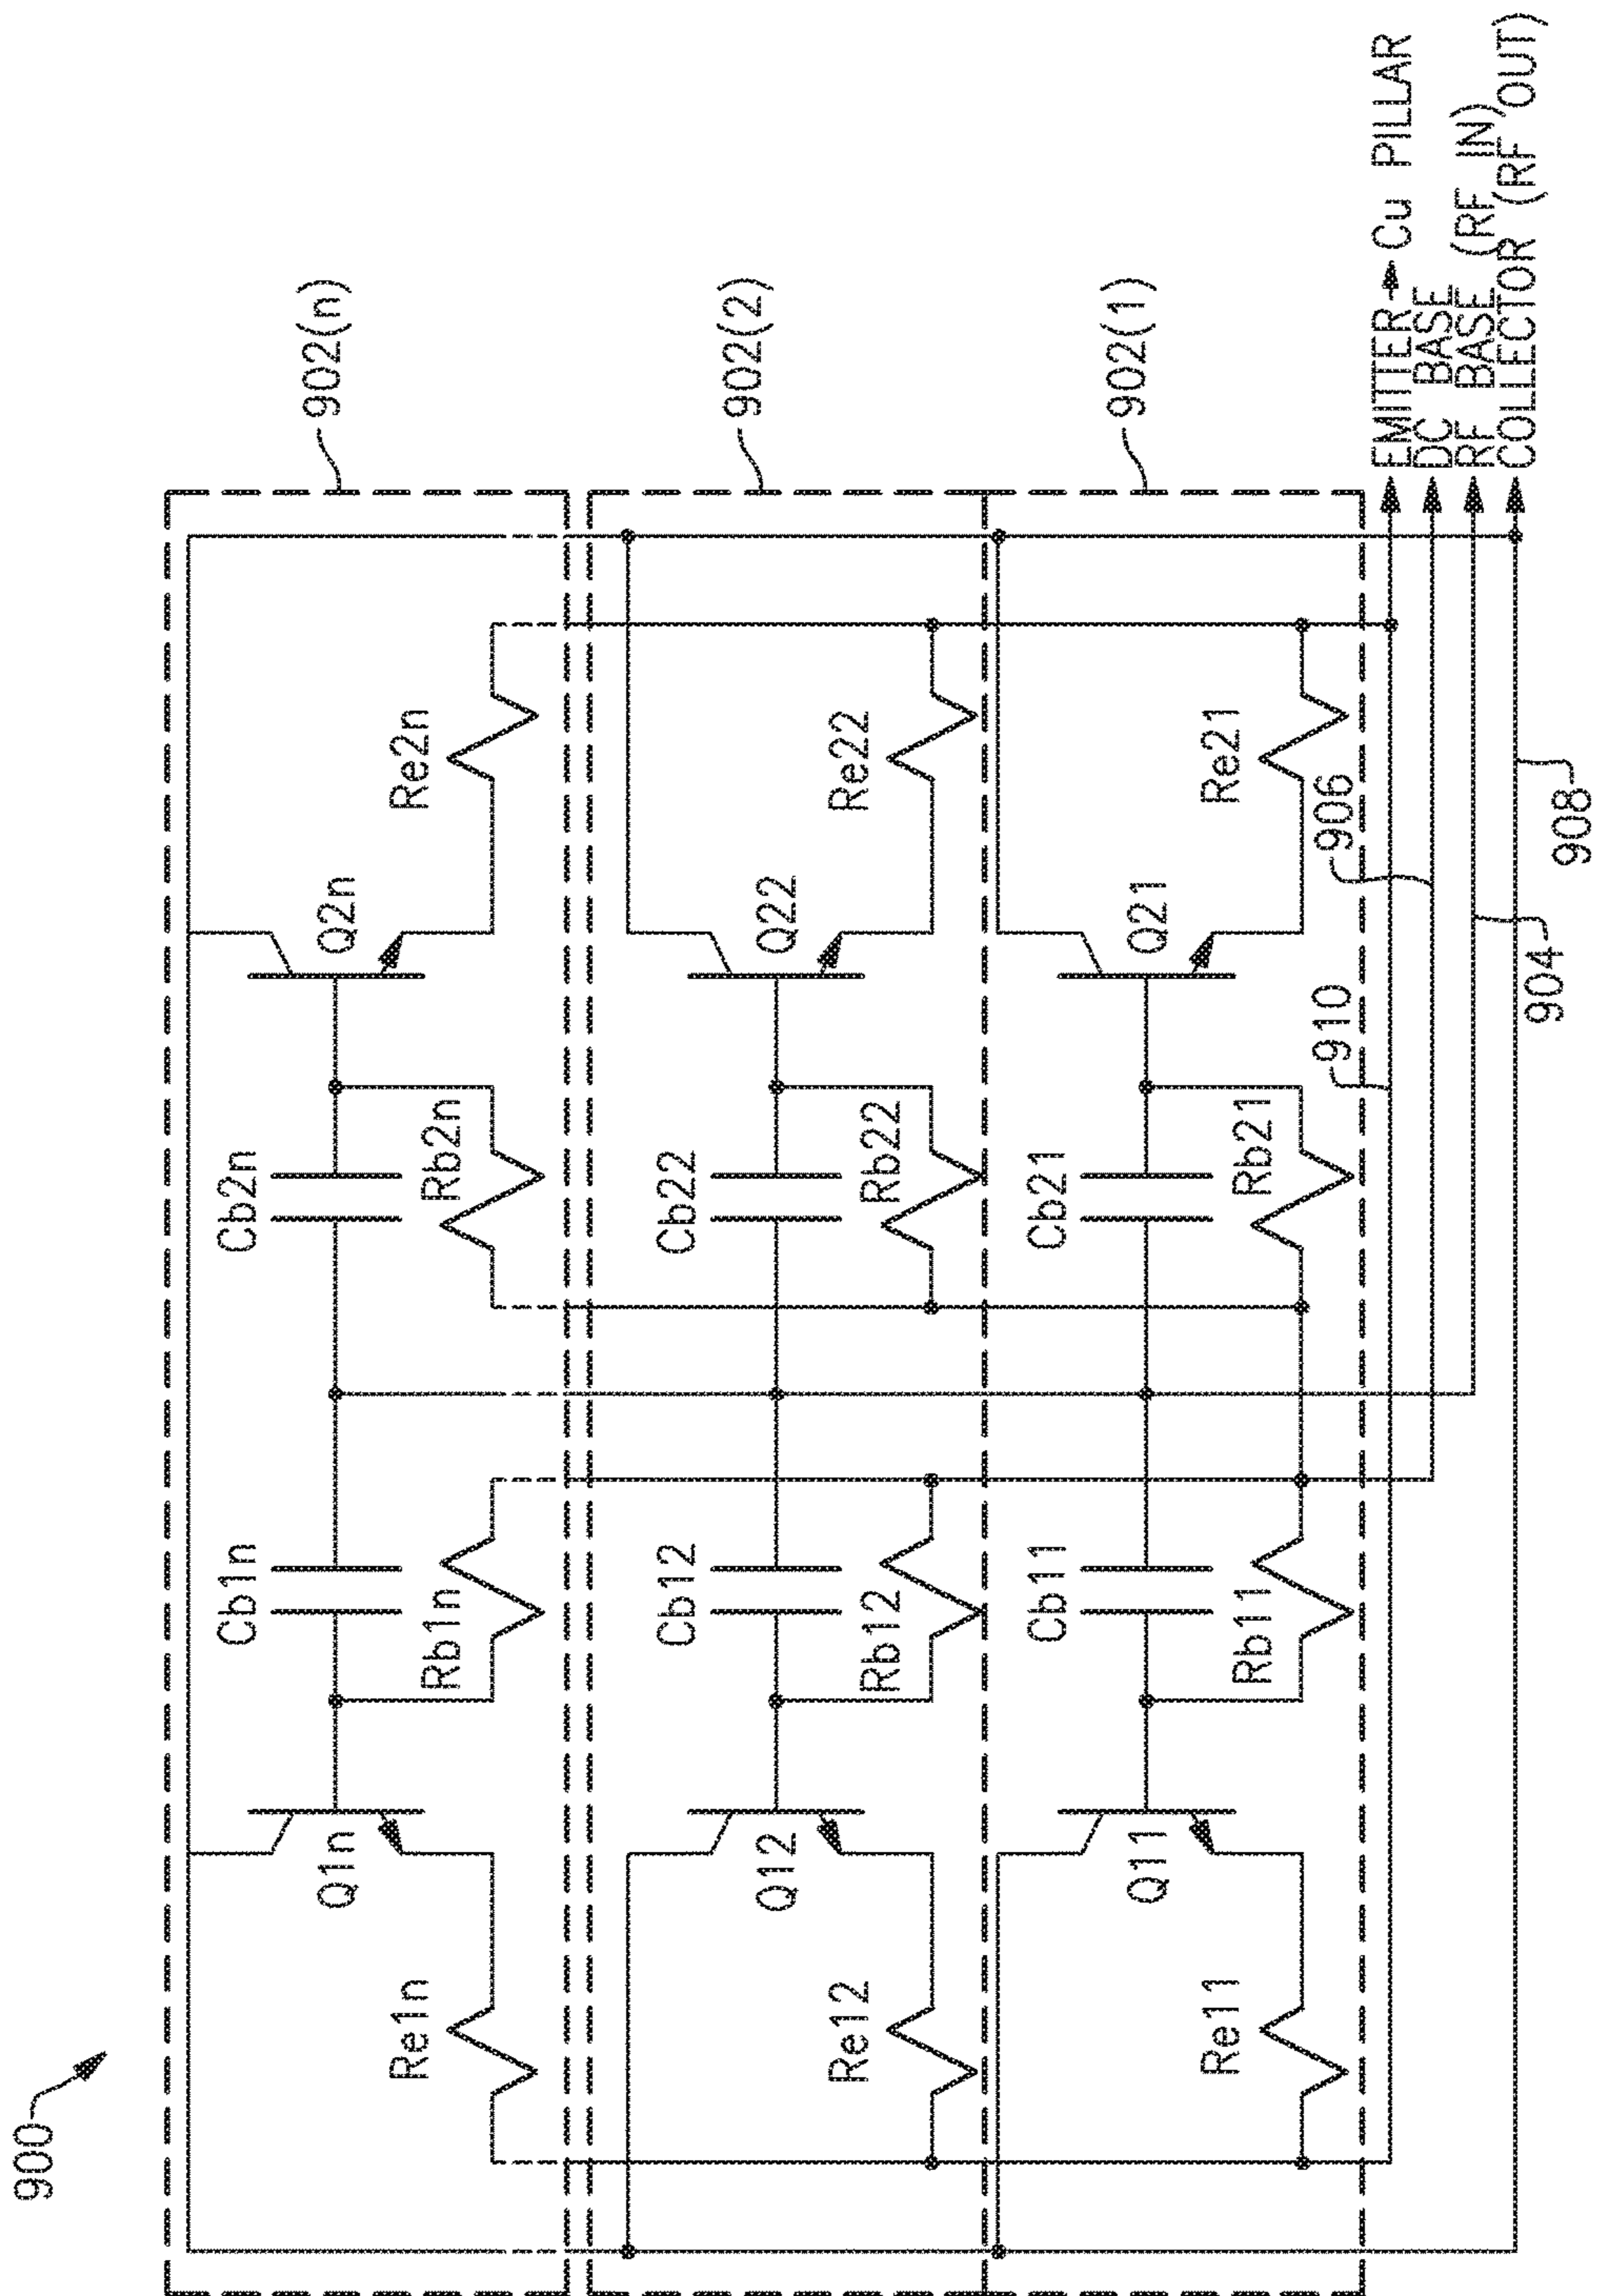 900
902(n)
902(2)
902(1)
Re1n
Q1n
Cb1n
Rb1n
Cb2n
Rb2n
Q2n
Re2n
Re12
Q12
Cb12
Rb12
Cb22
Rb22
Q22
Re22
Re11
Q11
Cb11
Rb11
Cb21
Rb21
Q21
Re21
910
906
904
908
EMITTER → Cu PILLAR
DC BASE
RF BASE (RF IN)
COLLECTOR (RF OUT)